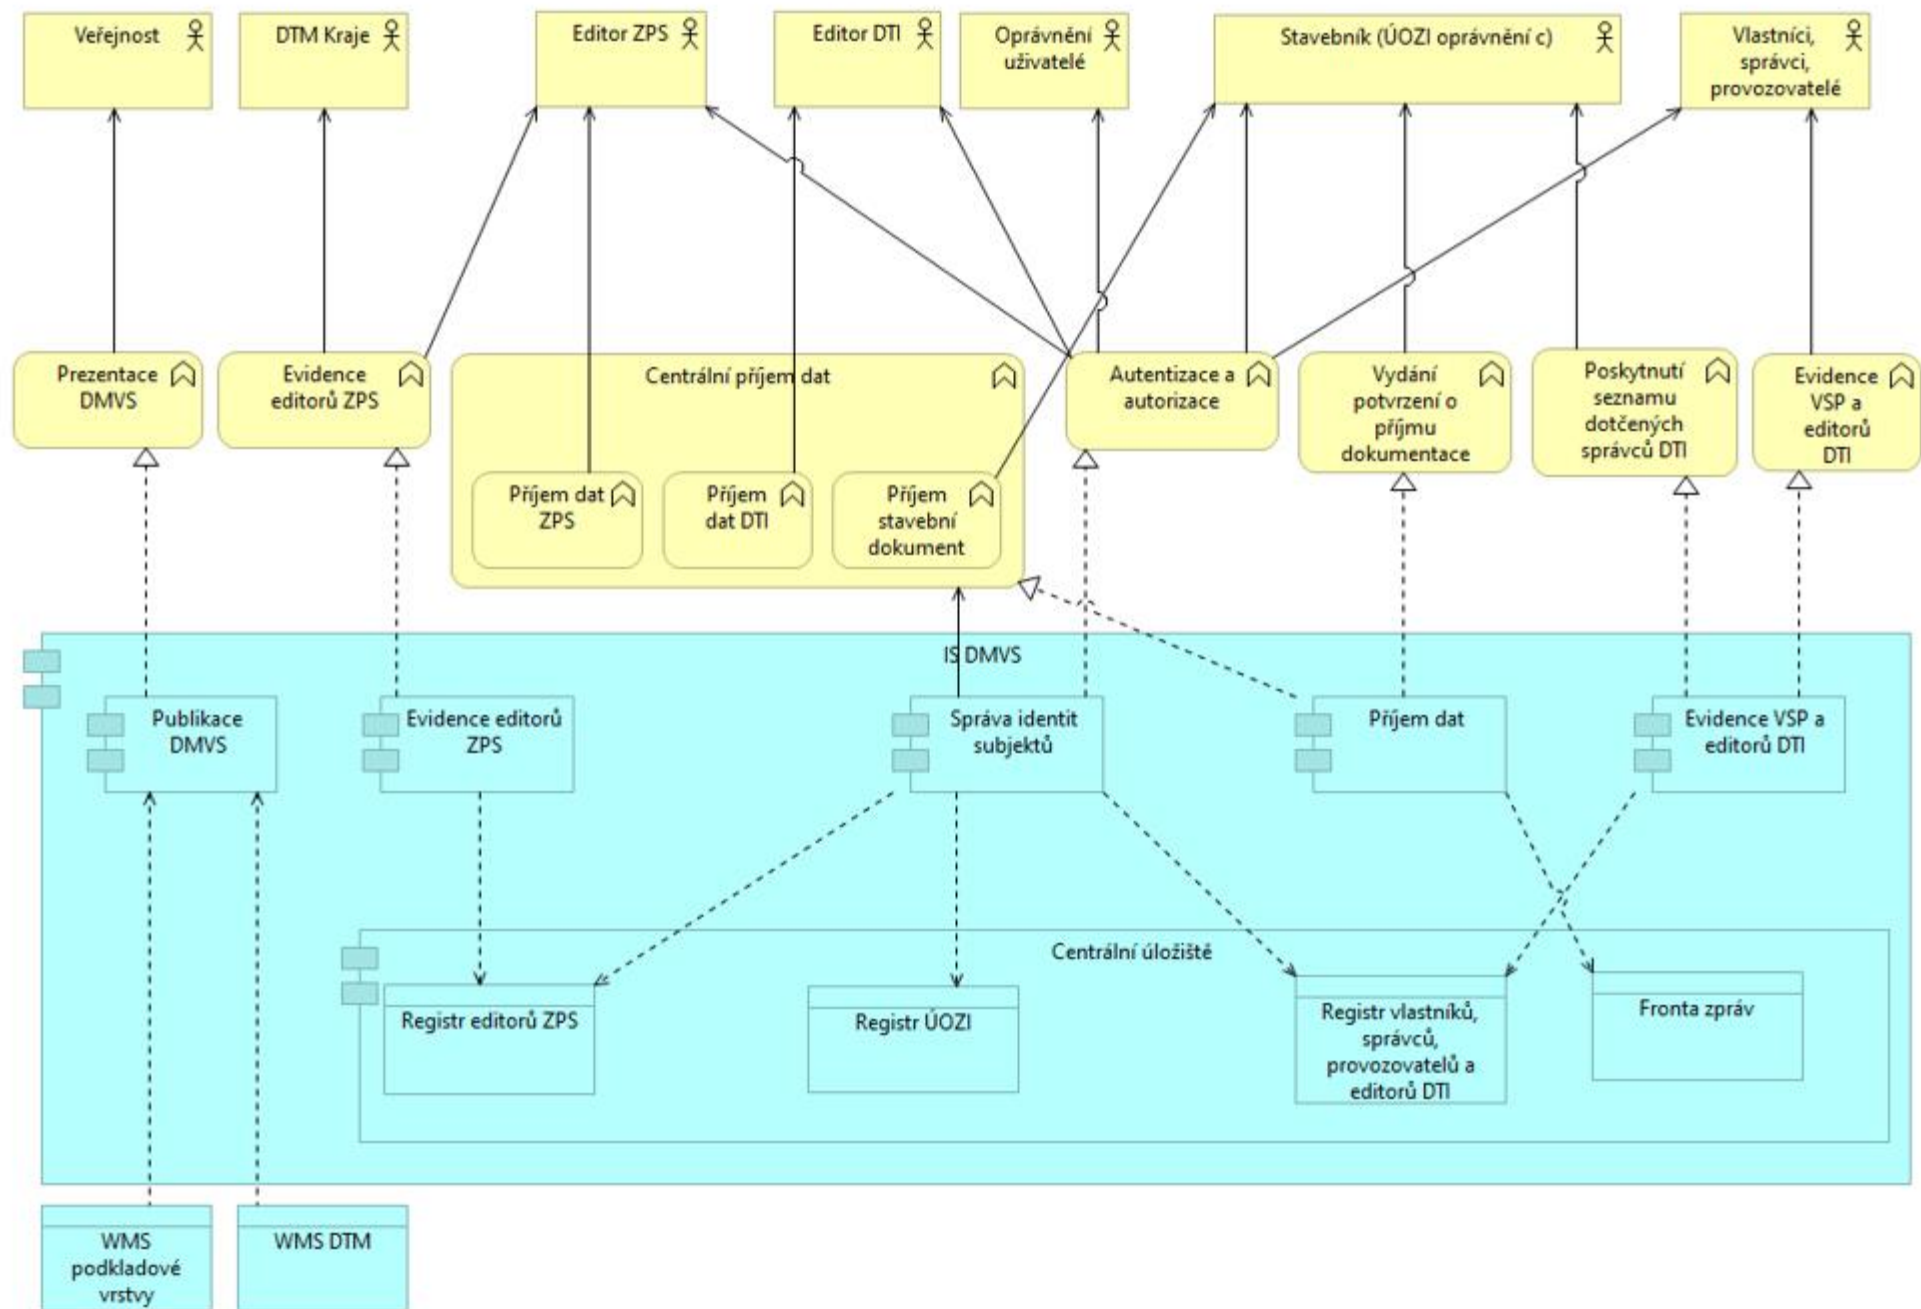 Veřejnost
DTM Kraje
Editor ZPS
Editor DTI
Oprávnění
uživatelé
Stavebník (ÚOZI oprávnění c)
Vlastníci,
správci,
provozovatelé
Prezentace
DMVS
Evidence
editorů ZPS
Centrální příjem dat
Příjem dat
ZPS
Příjem
dat DTI
Příjem
stavební
dokument
Autentizace a
autorizace
Vydání
potvrzení o
příjmu
dokumentace
Poskytnutí
seznamu
dotčených
správců DTI
Evidence
VSP a
editorů
DTI
IS DMVS
Publikace
DMVS
Evidence editorů
ZPS
Správa identit
subjektů
Příjem dat
Evidence VSP a
editorů DTI
Centrální úložiště
Registr editorů ZPS
Registr ÚOZI
Registr vlastníků,
správců,
provozovatelů a
editorů DTI
Fronta zpráv
WMS
podkladové
vrstvy
WMS DTM